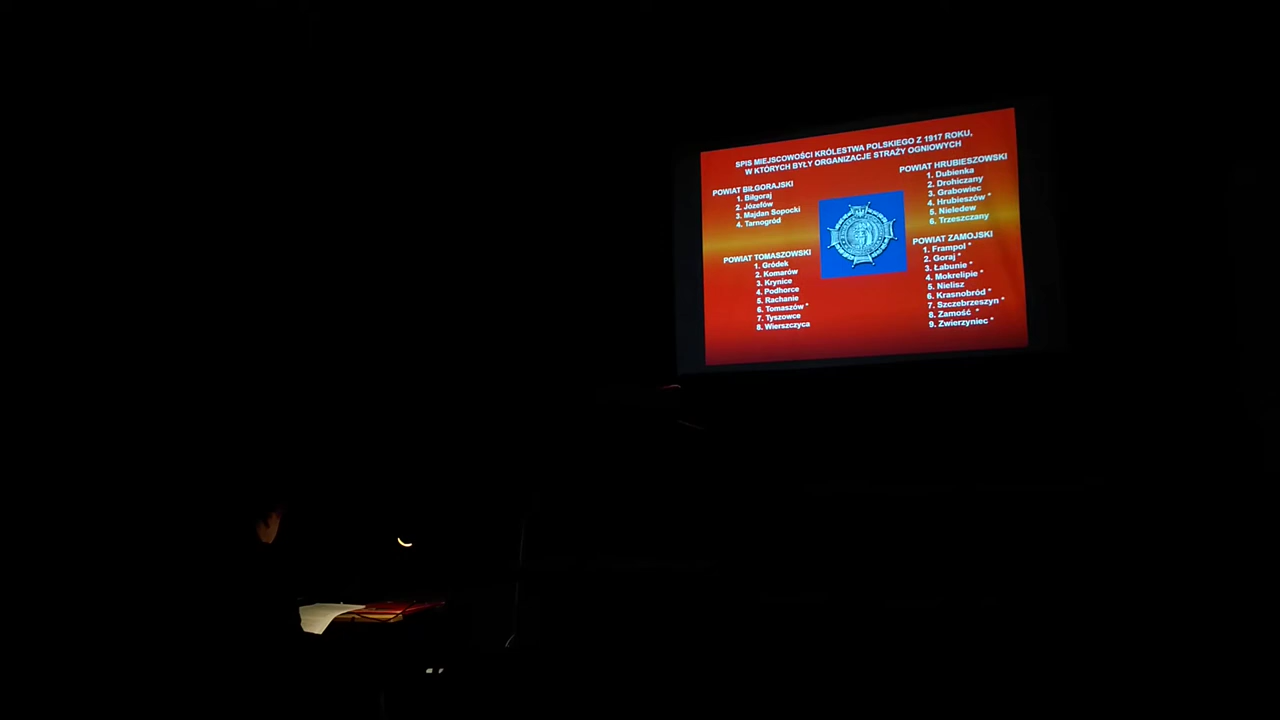 SPIS MIEJSCOWOŚCI KRÓLESTWA POLSKIEGO Z 1917 ROKU,
W KTÓRYCH BYŁY ORGANIZACJE STRAŻY OGNIOWYCH
POWIAT BIŁGORAJSKI
1. Biłgoraj
2. Józefów
3. Majdan Sopocki
4. Tarnogród
POWIAT TOMASZOWSKI
1. Gródek
2. Komarów
3. Krynice
4. Podhorce
5. Rachanie
6. Tomaszów *
7. Tyszowce
8. Wierszczyca
POWIAT HRUBIESZOWSKI
1. Dubienka
2. Drohiczany
3. Grabowiec
4. Hrubieszów *
5. Nieledew
6. Trzeszczany
POWIAT ZAMOJSKI
1. Frampol *
2. Goraj *
3. Łabunie *
4. Mokrelipie *
5. Nielisz
6. Krasnobród *
7. Szczebrzeszyn *
8. Zamość *
9. Zwierzyniec *